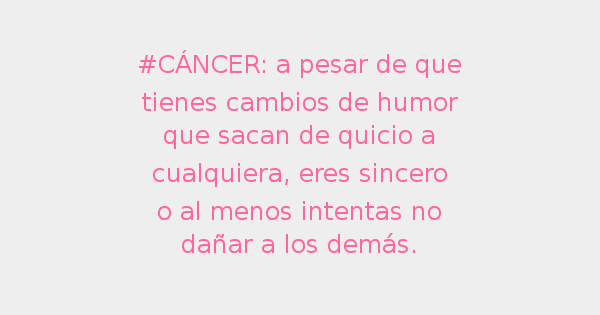 #CÁNCER: a pesar de que
tienes cambios de humor
que sacan de quicio a
cualquiera, eres sincero
o al menos intentas no
dañar a los demás.